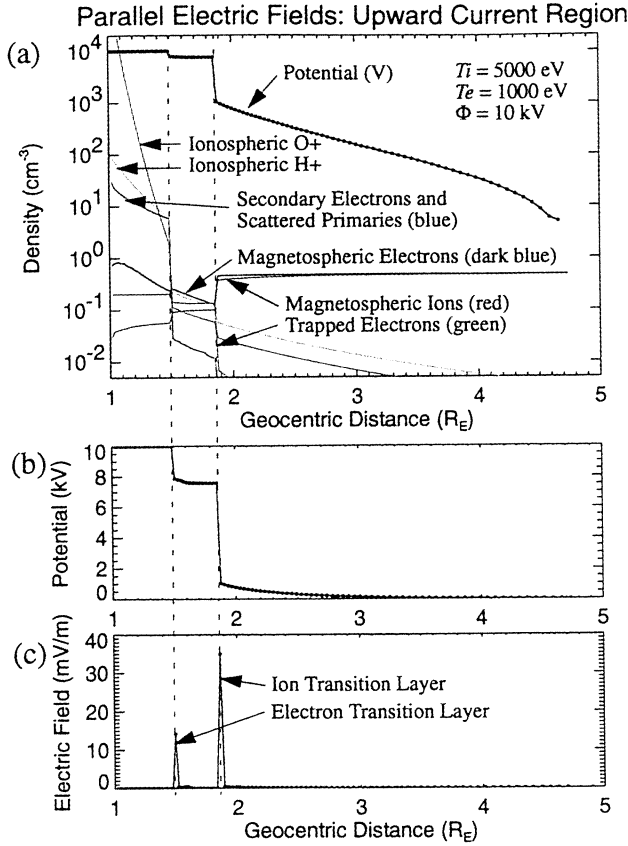 Parallel Electric Fields: Upward Current Region
(a)
10^4
10^3
10^2
10^1
10^0
10^-1
10^-2
Density (cm^-3)
Potential (V)
Ti = 5000 eV
Te = 1000 eV
Φ = 10 kV
Ionospheric O+
Ionospheric H+
Secondary Electrons and
Scattered Primaries (blue)
Magnetospheric Electrons (dark blue)
Magnetospheric Ions (red)
Trapped Electrons (green)
1 2 3 4 5
Geocentric Distance (R_E)
(b)
10
8
6
4
2
0
Potential (kV)
1 2 3 4 5
(c)
40
30
20
10
0
Electric Field (mV/m)
Ion Transition Layer
Electron Transition Layer
1 2 3 4 5
Geocentric Distance (R_E)